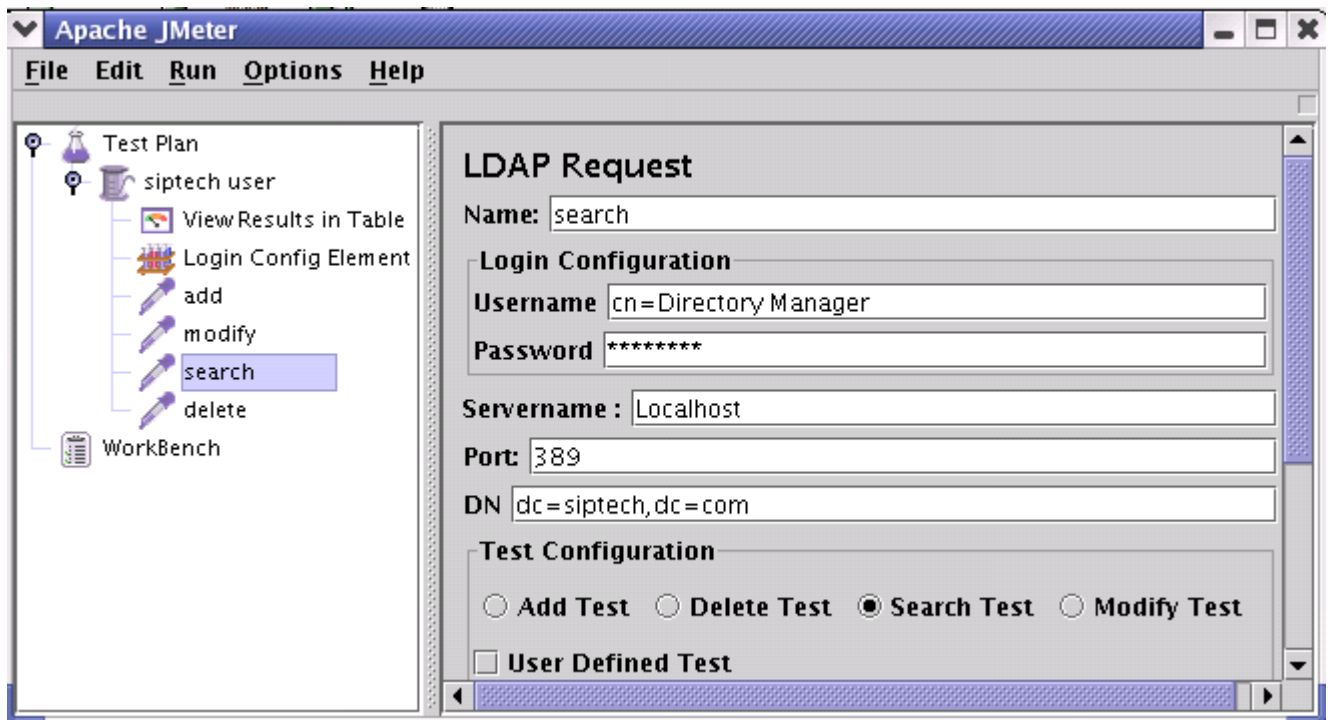 Apache JMeter
File Edit Run Options Help
Test Plan
siptech user
View Results in Table
Login Config Element
add
modify
search
delete
WorkBench
LDAP Request
Name: search
Login Configuration
Username cn=Directory Manager
Password ********
Servername : Localhost
Port: 389
DN dc=siptech,dc=com
Test Configuration
Add Test Delete Test Search Test Modify Test
User Defined Test